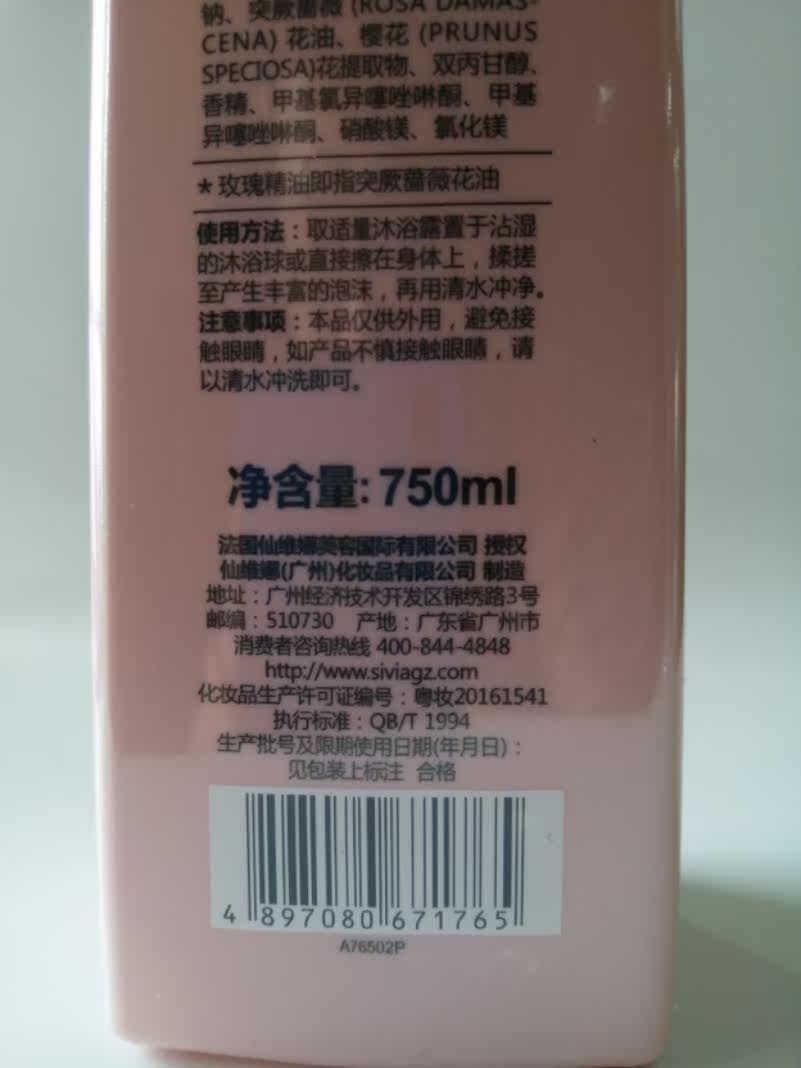 钠、突厥蔷薇 (ROSA DAMAS-
CENA) 花油、樱花 (PRUNUS
SPECIOSA)花提取物、双丙甘醇、
香精、甲基氯异噻唑啉酮、甲基
异噻唑啉酮、硝酸镁、氯化镁
*玫瑰精油即指突厥蔷薇花油
使用方法：取适量沐浴露置于沾湿
的沐浴球或直接擦在身体上，揉搓
至产生丰富的泡沫，再用清水冲净。
注意事项：本品仅供外用，避免接
触眼睛，如产品不慎接触眼睛，请
以清水冲洗即可。
净含量: 750ml
法国仙维娜美容国际有限公司 授权
仙维娜(广州)化妆品有限公司 制造
地址：广州经济技术开发区锦绣路3号
邮编：510730 产地：广东省广州市
消费者咨询热线 400-844-4848
http://www.siviagz.com
化妆品生产许可证编号：粤妆20161541
执行标准：QB/T 1994
生产批号及限期使用日期(年月日)：
见包装上标注 合格
4 897080 671765
A76502P